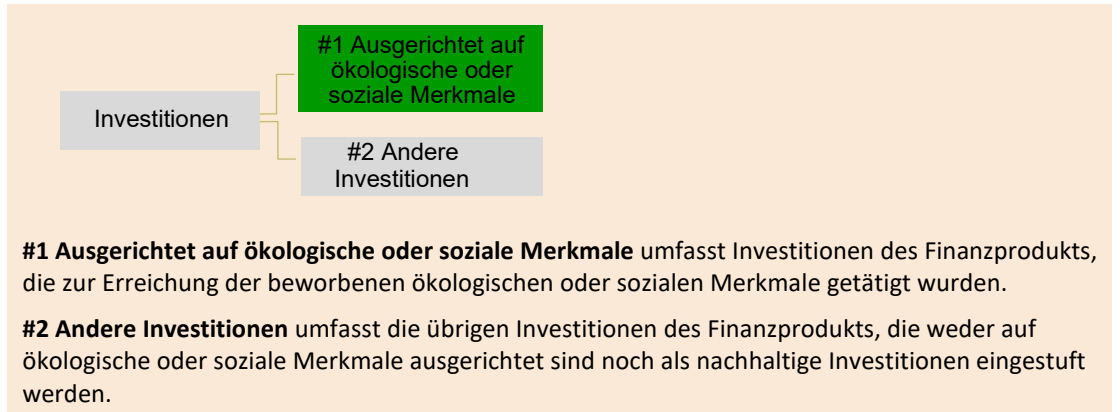 #1 Ausgerichtet auf
ökologische oder
soziale Merkmale
Investitionen
#2 Andere
Investitionen
#1 Ausgerichtet auf ökologische oder soziale Merkmale umfasst Investitionen des Finanzprodukts,
die zur Erreichung der beworbenen ökologischen oder sozialen Merkmale getätigt wurden.
#2 Andere Investitionen umfasst die übrigen Investitionen des Finanzprodukts, die weder auf
ökologische oder soziale Merkmale ausgerichtet sind noch als nachhaltige Investitionen eingestuft
werden.